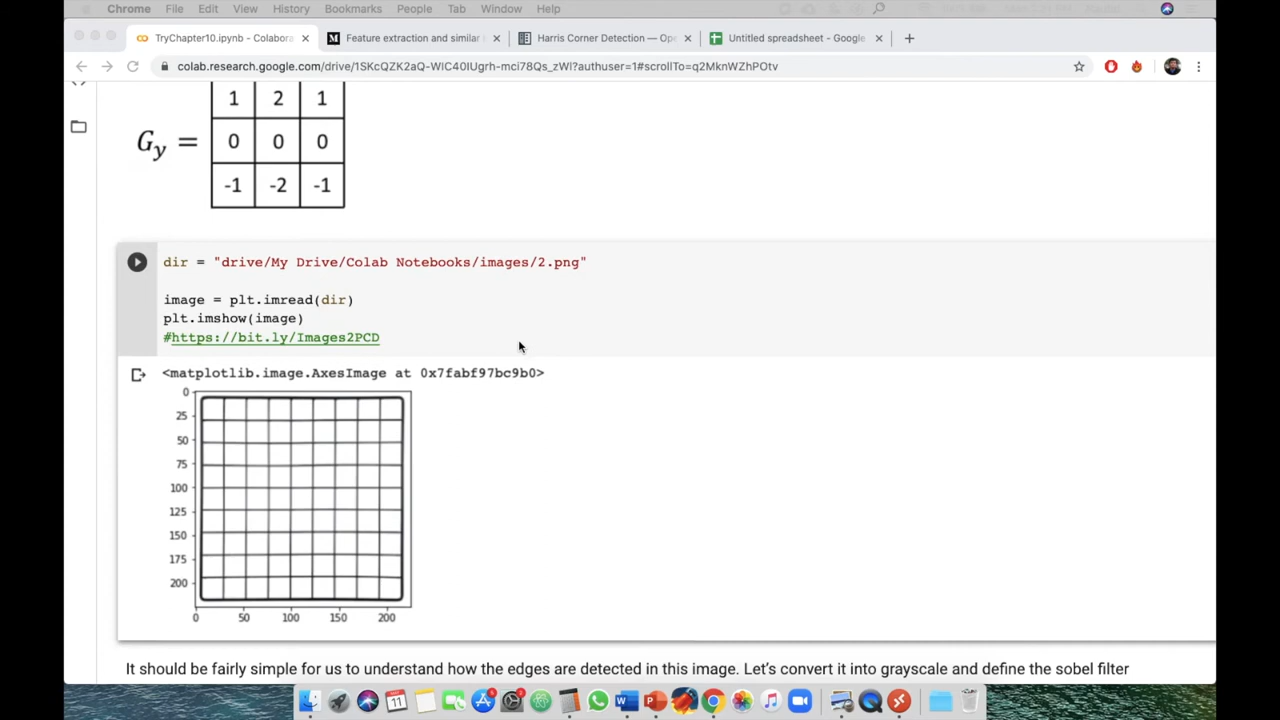 Chrome File Edit View History Bookmarks People Tab Window Help
TryChapter10.ipynb - Colabora × Feature extraction and similar × Harris Corner Detection — Ope × Untitled spreadsheet - Google ×
colab.research.google.com/drive/1SKcQZK2aQ-WlC40IUgrh-mci78Qs_zWl?authuser=1#scrollTo=q2MknWZhPOtv
1 2 1
Gy = 0 0 0
-1 -2 -1
dir = "drive/My Drive/Colab Notebooks/images/2.png"
image = plt.imread(dir)
plt.imshow(image)
#https://bit.ly/Images2PCD
<matplotlib.image.AxesImage at 0x7fabf97bc9b0>
0
25
50
75
100
125
150
175
200
0 50 100 150 200
It should be fairly simple for us to understand how the edges are detected in this image. Let's convert it into grayscale and define the sobel filter
11